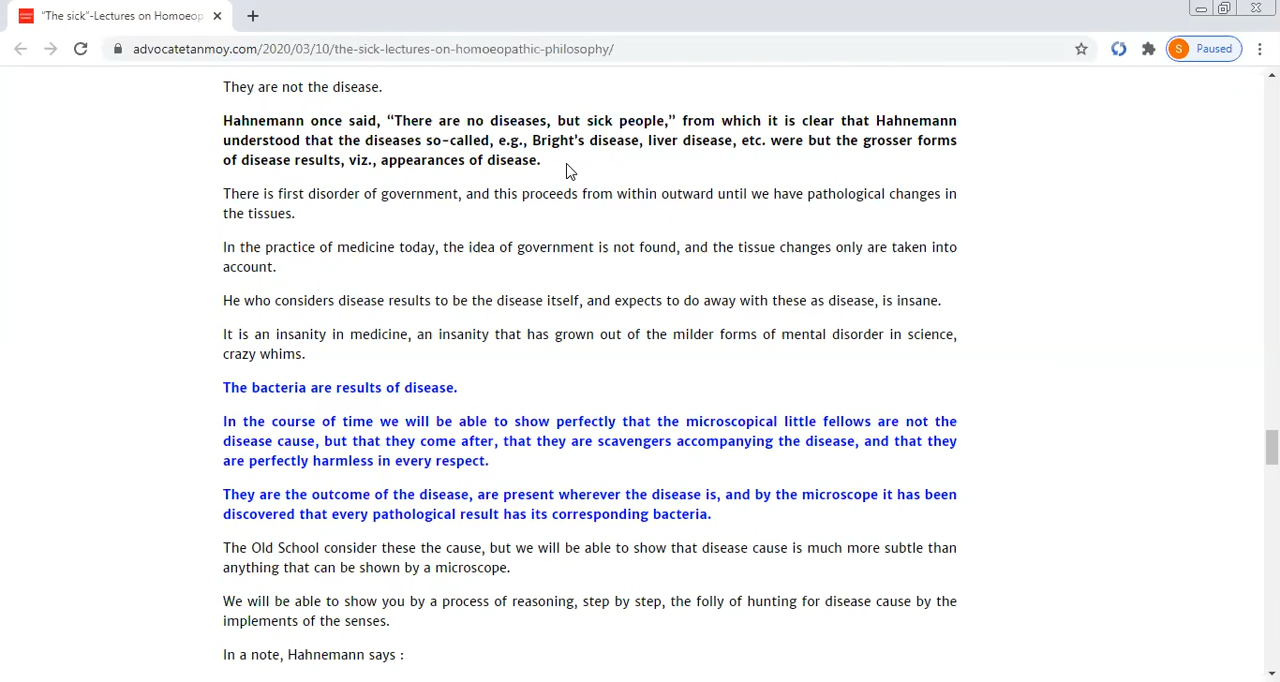 "The sick"-Lectures on Homoeop
advocatetanmoy.com/2020/03/10/the-sick-lectures-on-homoeopathic-philosophy/
S Paused
They are not the disease.
Hahnemann once said, “There are no diseases, but sick people,” from which it is clear that Hahnemann
understood that the diseases so-called, e.g., Bright's disease, liver disease, etc. were but the grosser forms
of disease results, viz., appearances of disease.
There is first disorder of government, and this proceeds from within outward until we have pathological changes in
the tissues.
In the practice of medicine today, the idea of government is not found, and the tissue changes only are taken into
account.
He who considers disease results to be the disease itself, and expects to do away with these as disease, is insane.
It is an insanity in medicine, an insanity that has grown out of the milder forms of mental disorder in science,
crazy whims.
The bacteria are results of disease.
In the course of time we will be able to show perfectly that the microscopical little fellows are not the
disease cause, but that they come after, that they are scavengers accompanying the disease, and that they
are perfectly harmless in every respect.
They are the outcome of the disease, are present wherever the disease is, and by the microscope it has been
discovered that every pathological result has its corresponding bacteria.
The Old School consider these the cause, but we will be able to show that disease cause is much more subtle than
anything that can be shown by a microscope.
We will be able to show you by a process of reasoning, step by step, the folly of hunting for disease cause by the
implements of the senses.
In a note, Hahnemann says :